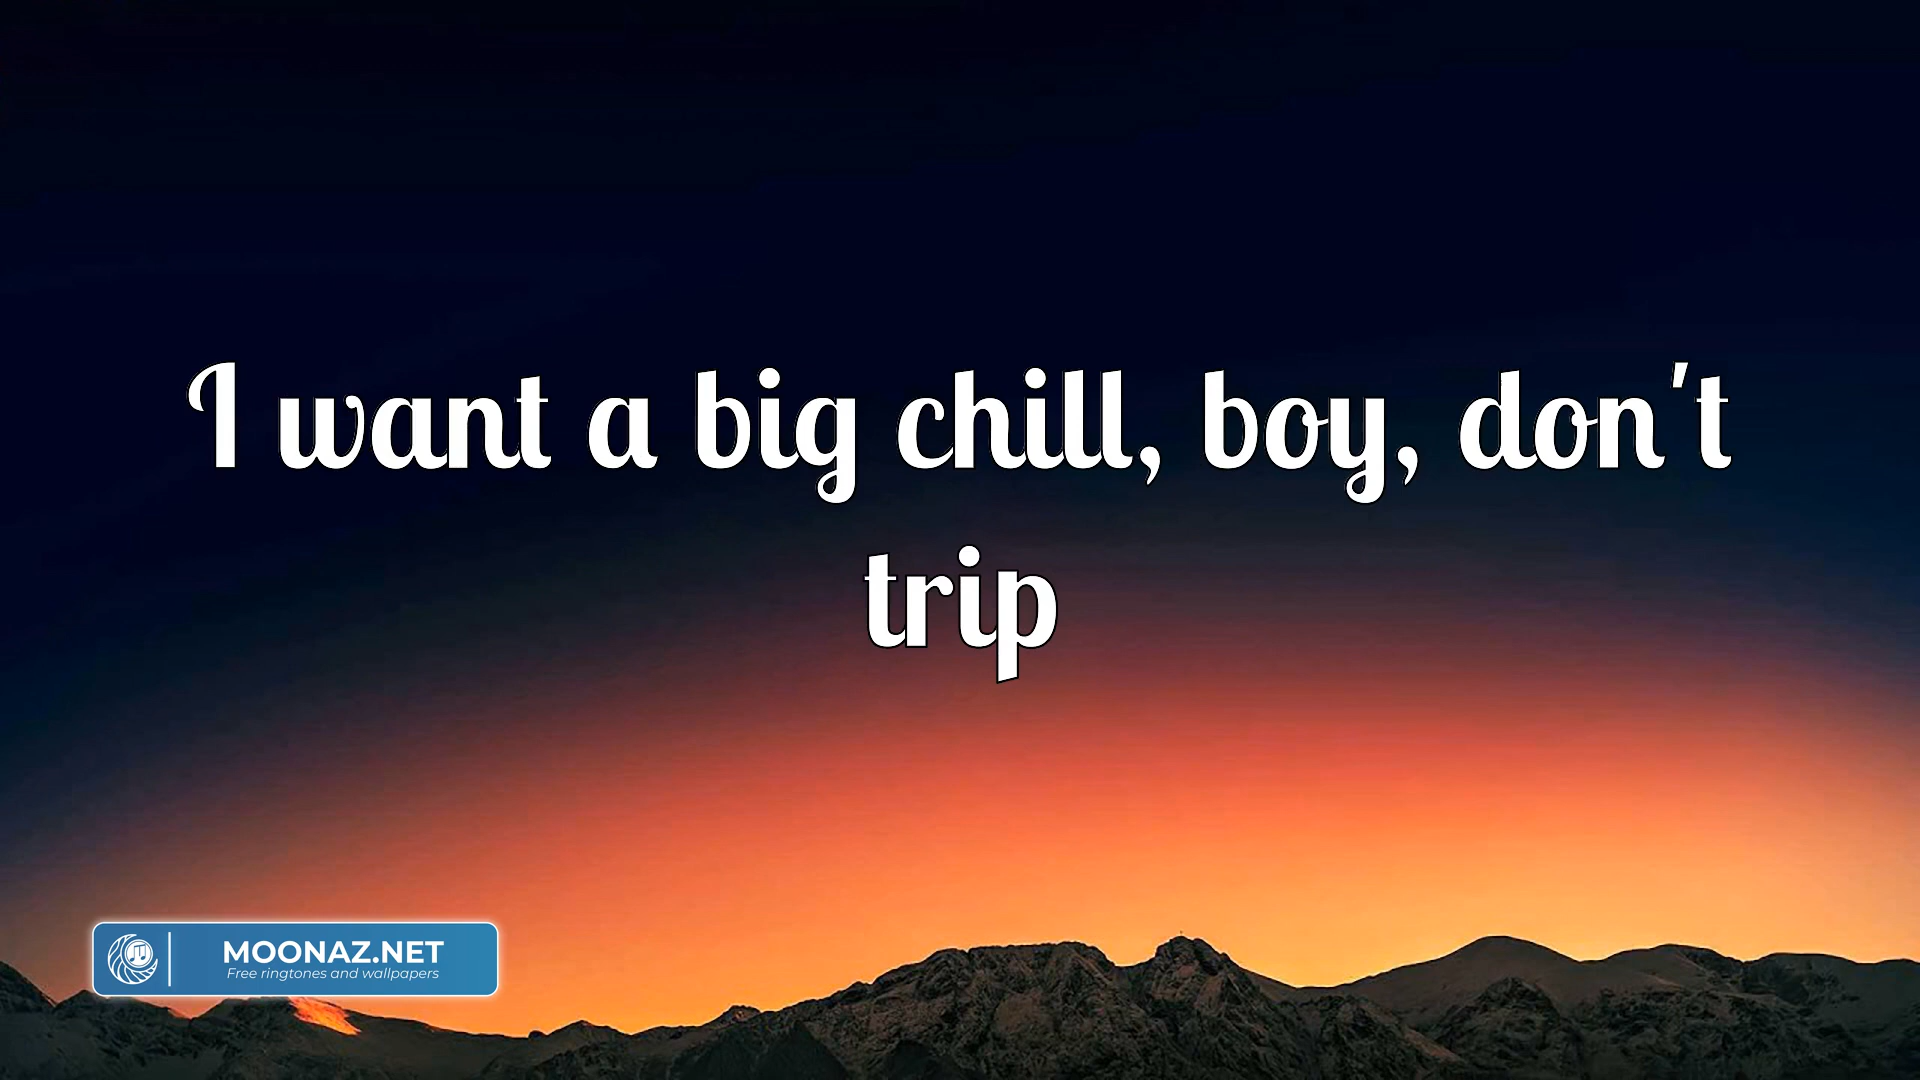 I want a big chill, boy, don't
trip
MOONAZ.NET
Free ringtones and wallpapers